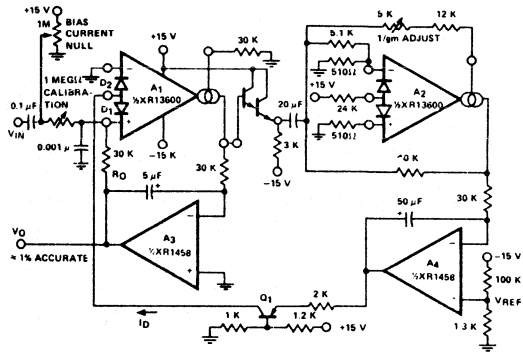 +15 V
1M
BIAS
CURRENT
NULL
1 MEGΩ
CALIBRA-
TION
0.1 µF
VIN
0.001 µ
D2
D1
A1
½XR13600
+15 V
-15 K
30 K
30 K
RO
30 K
5 µF
+
VO
≈ 1% ACCURATE
A3
½XR1458
ID
Q1
1 K
1.2 K
+15 V
2 K
20 µF
+
3 K
-15 V
5 K
12 K
1/gm ADJUST
5.1 K
510Ω
+15 V
24 K
510Ω
A2
½XR13600
30 K
50 µF
+
A4
½XR1458
-15 V
100 K
VREF